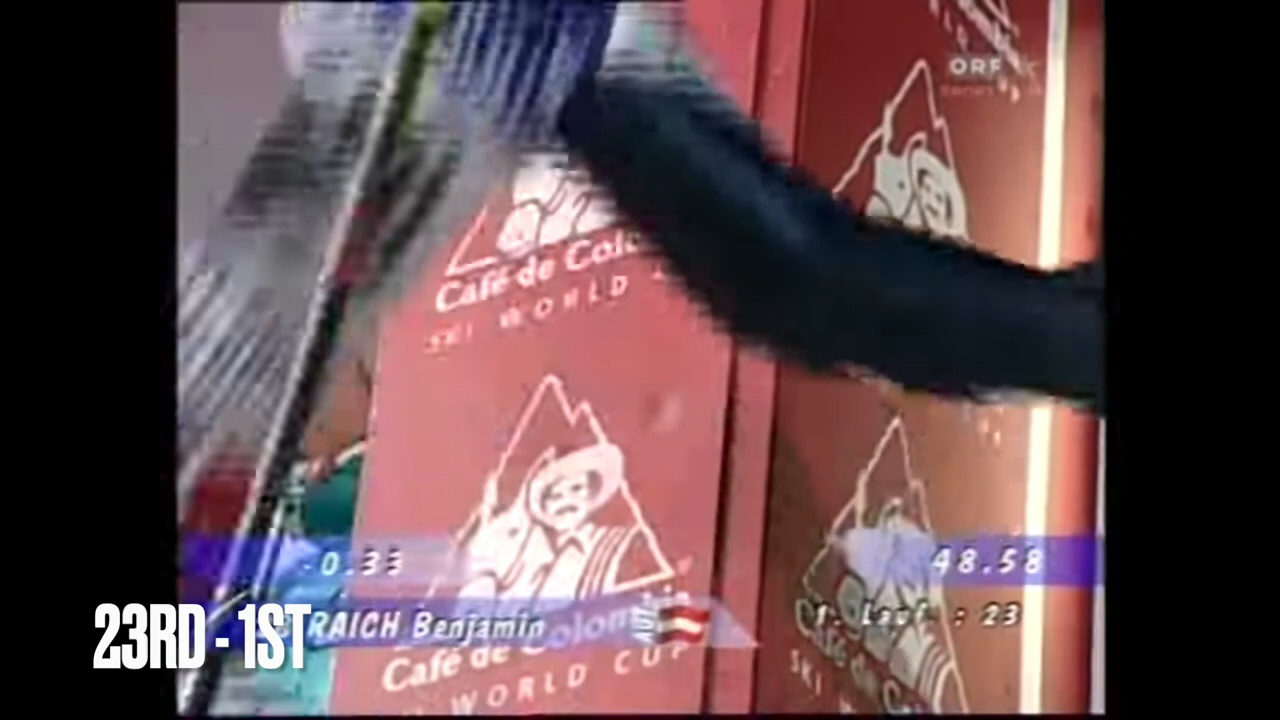 ORF
Café de Colo
SKI WORLD
-0.33
48.58
RAICH Benjamin
AUT
1. Lauf : 23
23RD - 1ST
Café de Colombia
WORLD CUP
SKI